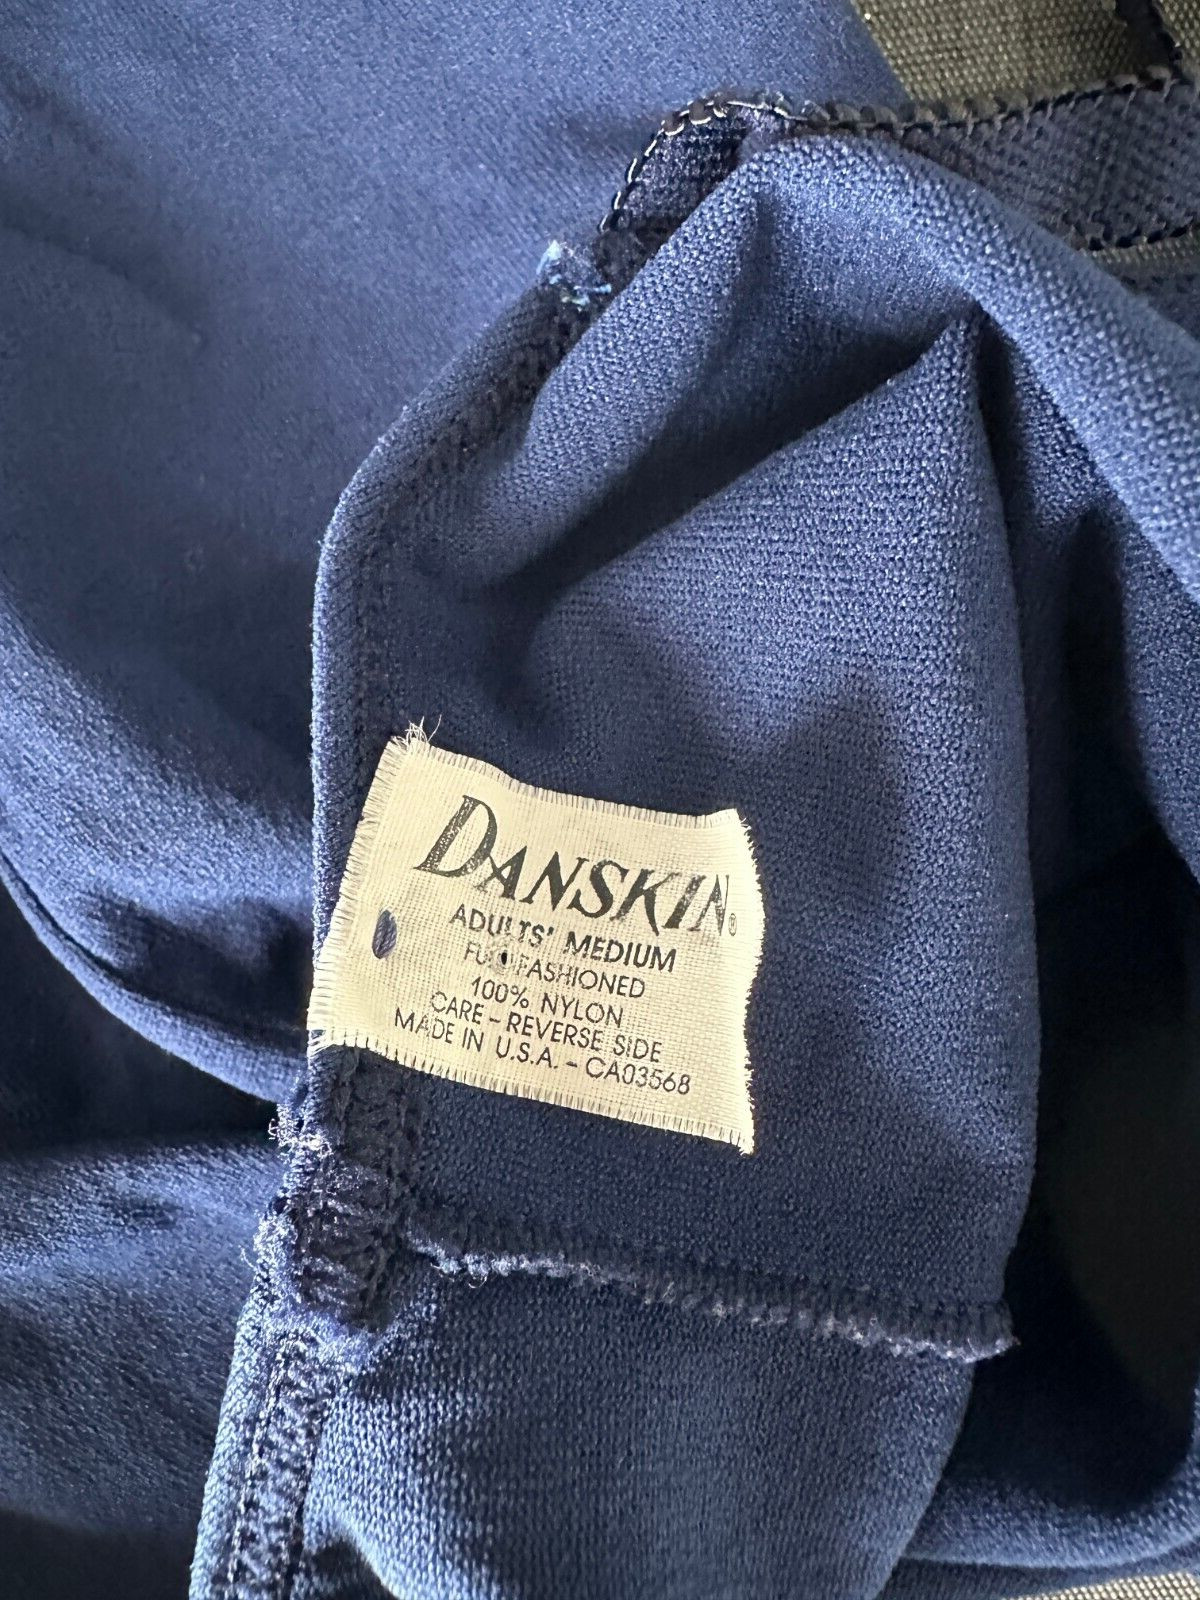 DANSKIN®
ADULTS' MEDIUM
FULL-FASHIONED
100% NYLON
CARE - REVERSE SIDE
MADE IN U.S.A. - CA03568